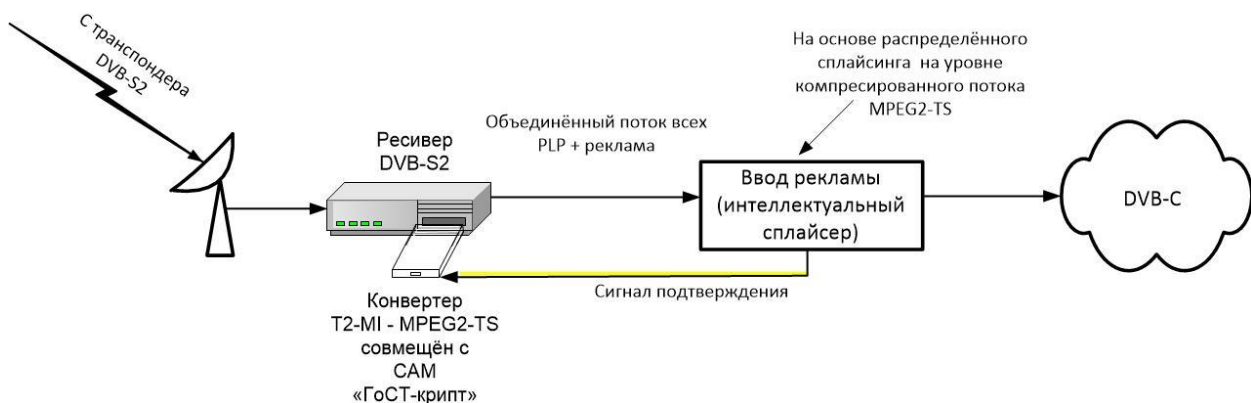 С транспондера
DVB-S2
Ресивер
DVB-S2
Конвертер
T2-MI - MPEG2-TS
совмещён с
CAM
«ГоСТ-крипт»
Объединённый поток всех
PLP + реклама
На основе распределённого
сплайсинга на уровне
компресированного потока
MPEG2-TS
Ввод рекламы
(интеллектуальный
сплайсер)
Сигнал подтверждения
DVB-C